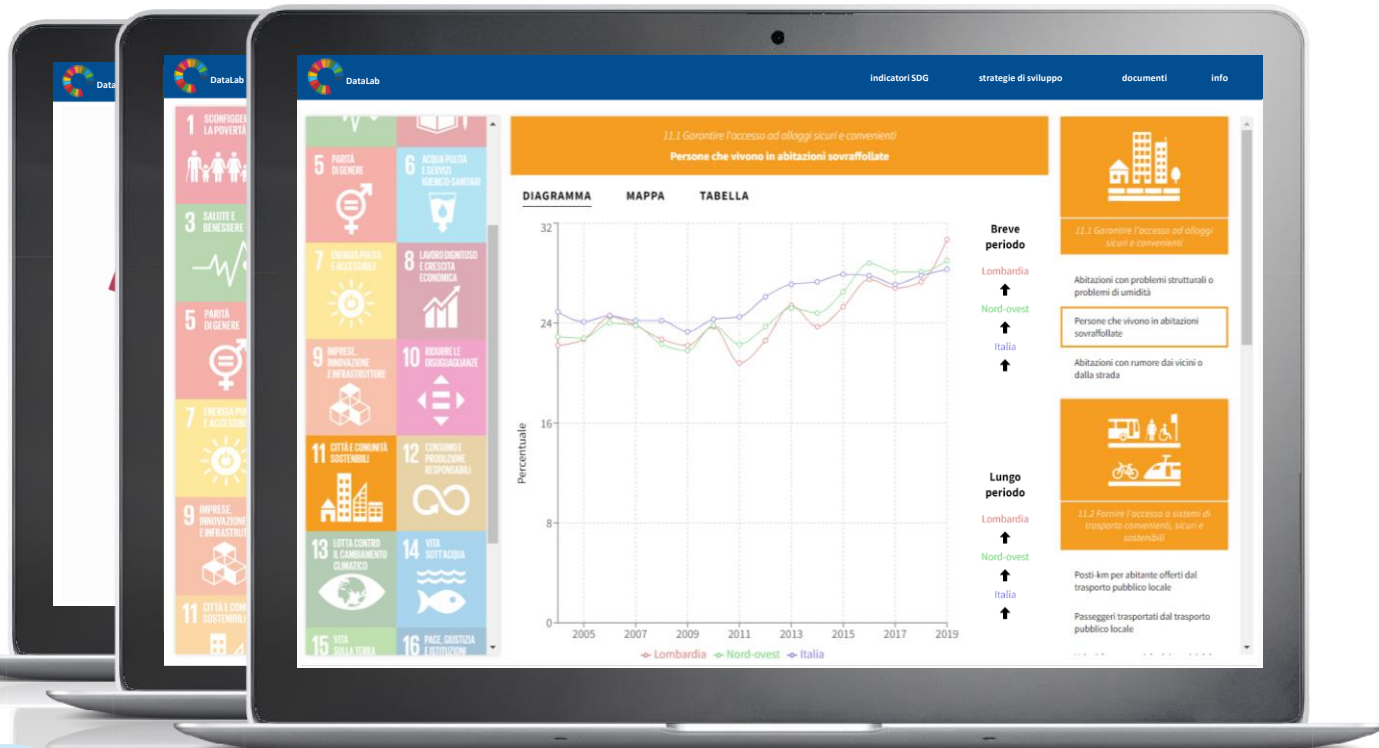 Data
DataLab
1 SCONFIGGE
LA POVERTÀ
3 SALUTE E
BENESSERE
5 PARITÀ
DI GENERE
7 ENERGIA PU
E ACCESSIB
9 IMPRESE,
INNOVAZIONE
E INFRASTRUT
11 CITTÀ E COM
SOSTENIBILI
DataLab
indicatori SDG
strategie di sviluppo
documenti
info
5 PARITÀ
DI GENERE
6 ACQUA PULITA
E SERVIZI
IGIENICO-SANITARI
7 ENERGIA PULITA
E ACCESSIBILE
8 LAVORO DIGNITOSO
E CRESCITA
ECONOMICA
9 IMPRESE,
INNOVAZIONE
E INFRASTRUTTURE
10 RIDURRE LE
DISUGUAGLIANZE
11 CITTÀ E COMUNITÀ
SOSTENIBILI
12 CONSUMO E
PRODUZIONE
RESPONSABILI
13 LOTTA CONTRO
IL CAMBIAMENTO
CLIMATICO
14 VITA
SOTT'ACQUA
15 VITA
SULLA TERRA
16 PACE, GIUSTIZIA
E ISTITUZIONI
11.1 Garantire l'accesso ad alloggi sicuri e convenienti
Persone che vivono in abitazioni sovraffollate
DIAGRAMMA
MAPPA
TABELLA
32
24
16
8
0
Percentuale
2005
2007
2009
2011
2013
2015
2017
2019
Lombardia
Nord-ovest
Italia
Breve
periodo
Lombardia
Nord-ovest
Italia
Lungo
periodo
Lombardia
Nord-ovest
Italia
11.1 Garantire l'accesso ad alloggi
sicuri e convenienti
Abitazioni con problemi strutturali o
problemi di umidità
Persone che vivono in abitazioni
sovraffollate
Abitazioni con rumore dai vicini o
dalla strada
11.2 Fornire l'accesso a sistemi di
trasporto convenienti, sicuri e
sostenibili
Posti-km per abitante offerti dal
trasporto pubblico locale
Passeggeri trasportati dal trasporto
pubblico locale